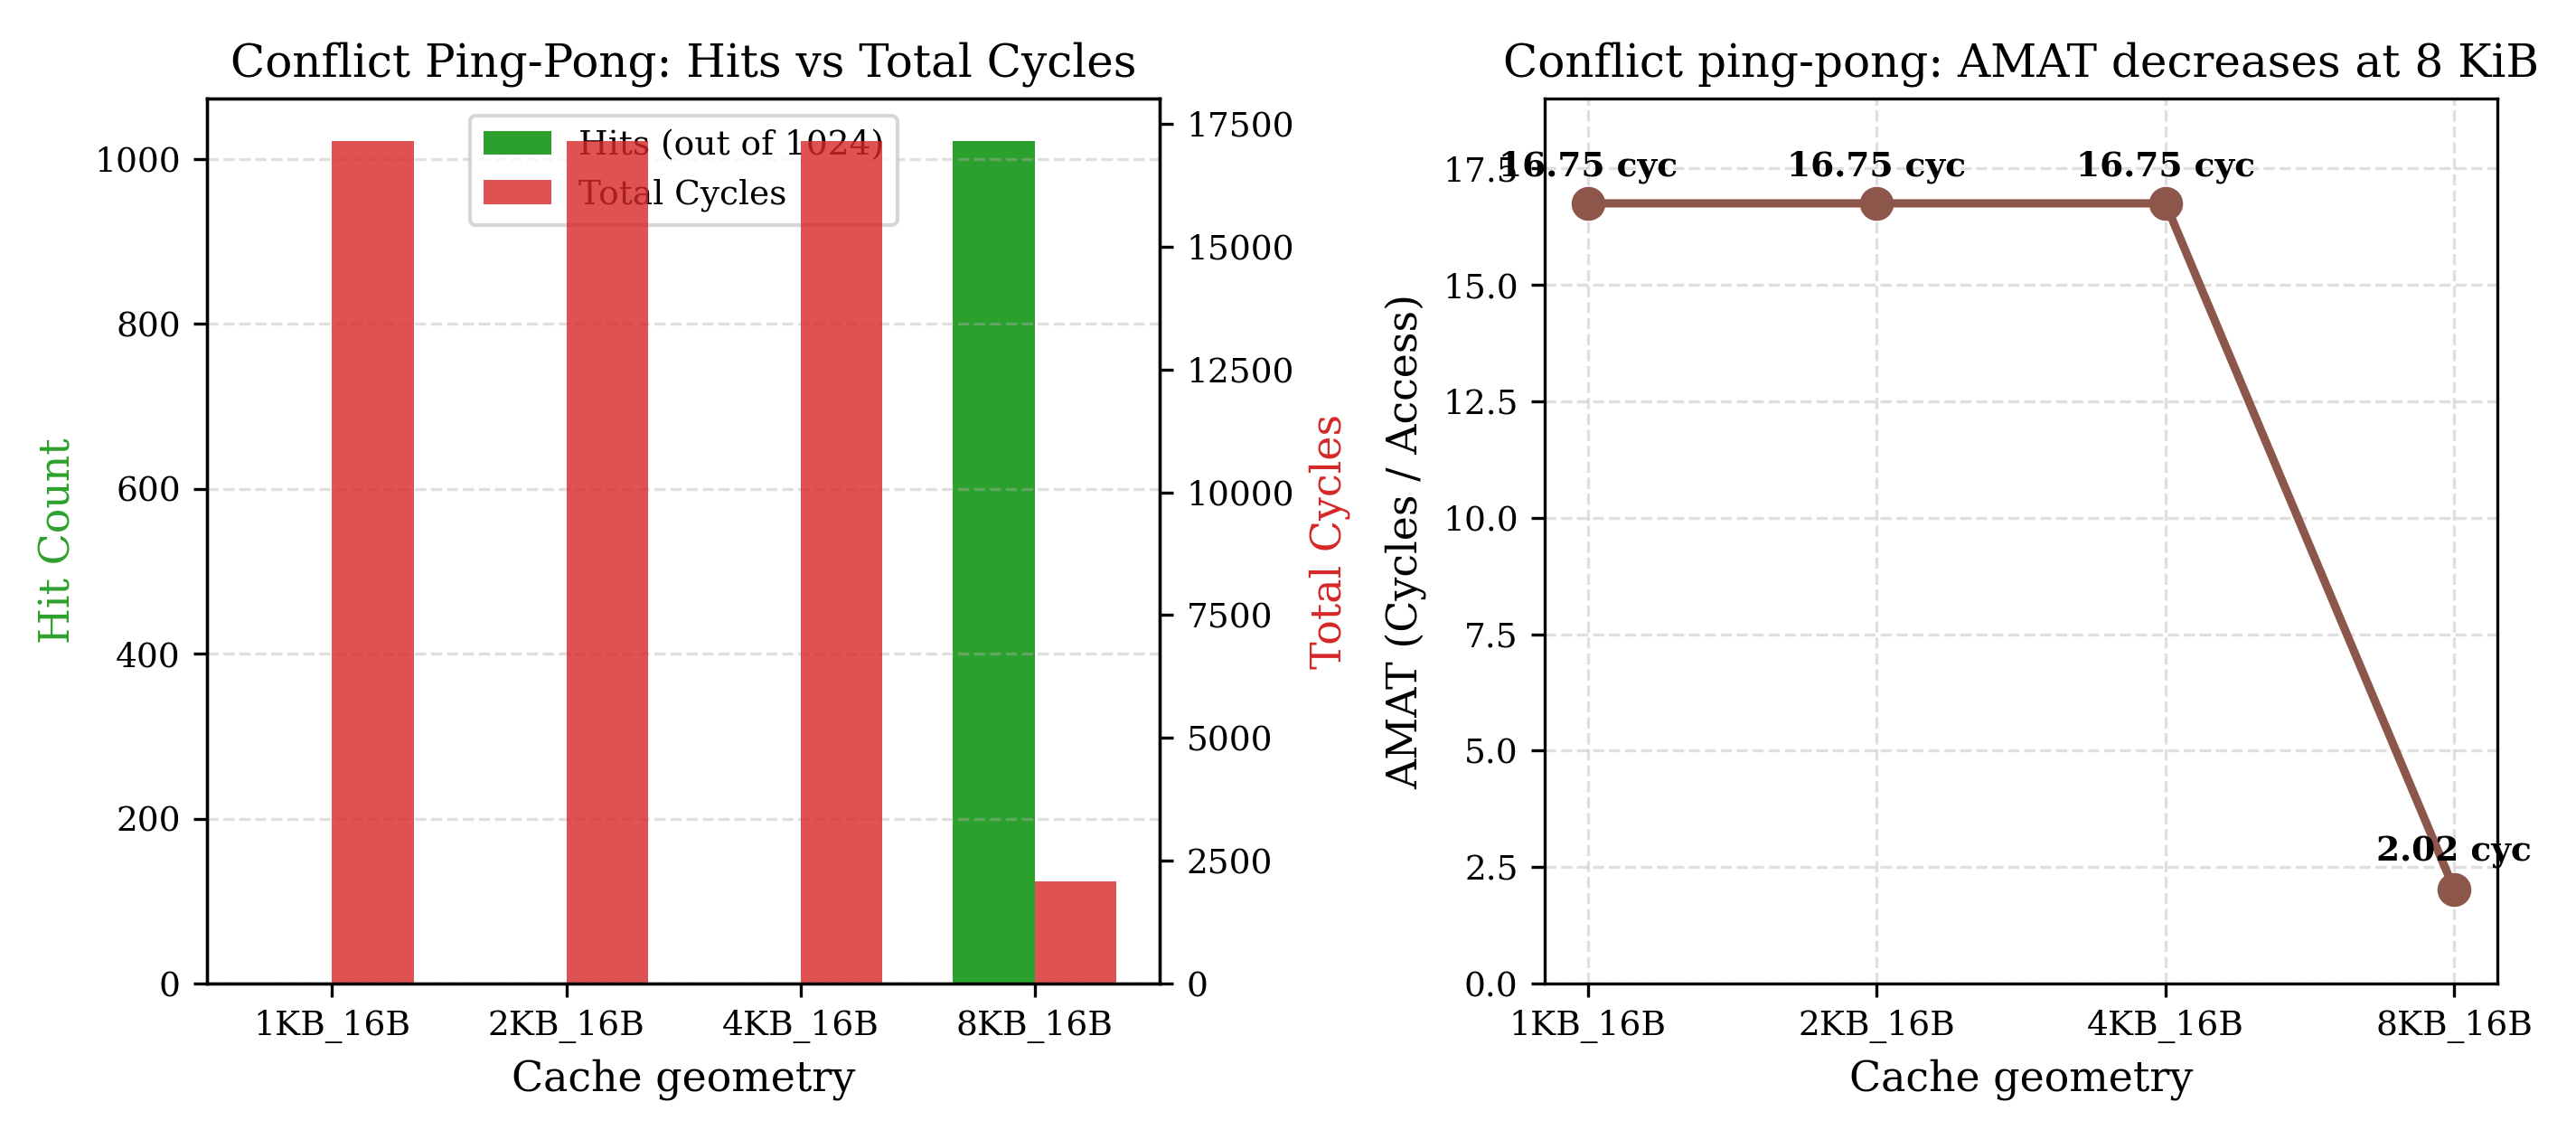 Conflict Ping-Pong: Hits vs Total Cycles
Hits (out of 1024)
Total Cycles
Hit Count
1000
800
600
400
200
0
17500
15000
12500
10000
7500
5000
2500
0
Total Cycles
1KB_16B 2KB_16B 4KB_16B 8KB_16B
Cache geometry
Conflict ping-pong: AMAT decreases at 8 KiB
AMAT (Cycles / Access)
17.5
15.0
12.5
10.0
7.5
5.0
2.5
0.0
16.75 cyc 16.75 cyc 16.75 cyc
2.02 cyc
1KB_16B 2KB_16B 4KB_16B 8KB_16B
Cache geometry